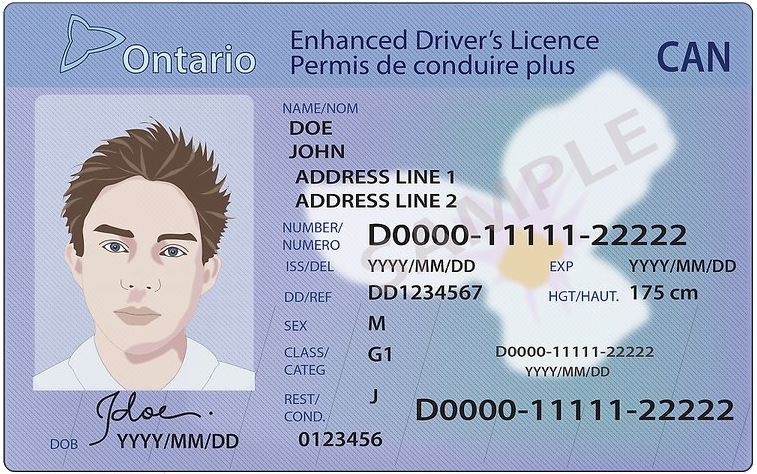 Ontario
Enhanced Driver's Licence
Permis de conduire plus
CAN
NAME/NOM
DOE
JOHN
ADDRESS LINE 1
ADDRESS LINE 2
SAMPLE
NUMBER/
NUMERO
D0000-11111-22222
ISS/DEL YYYY/MM/DD EXP YYYY/MM/DD
DD/REF DD1234567 HGT/HAUT. 175 cm
SEX M
CLASS/
CATEG
G1
D0000-11111-22222
YYYY/MM/DD
REST/
COND.
J
D0000-11111-22222
Jdoe.
DOB YYYY/MM/DD
0123456